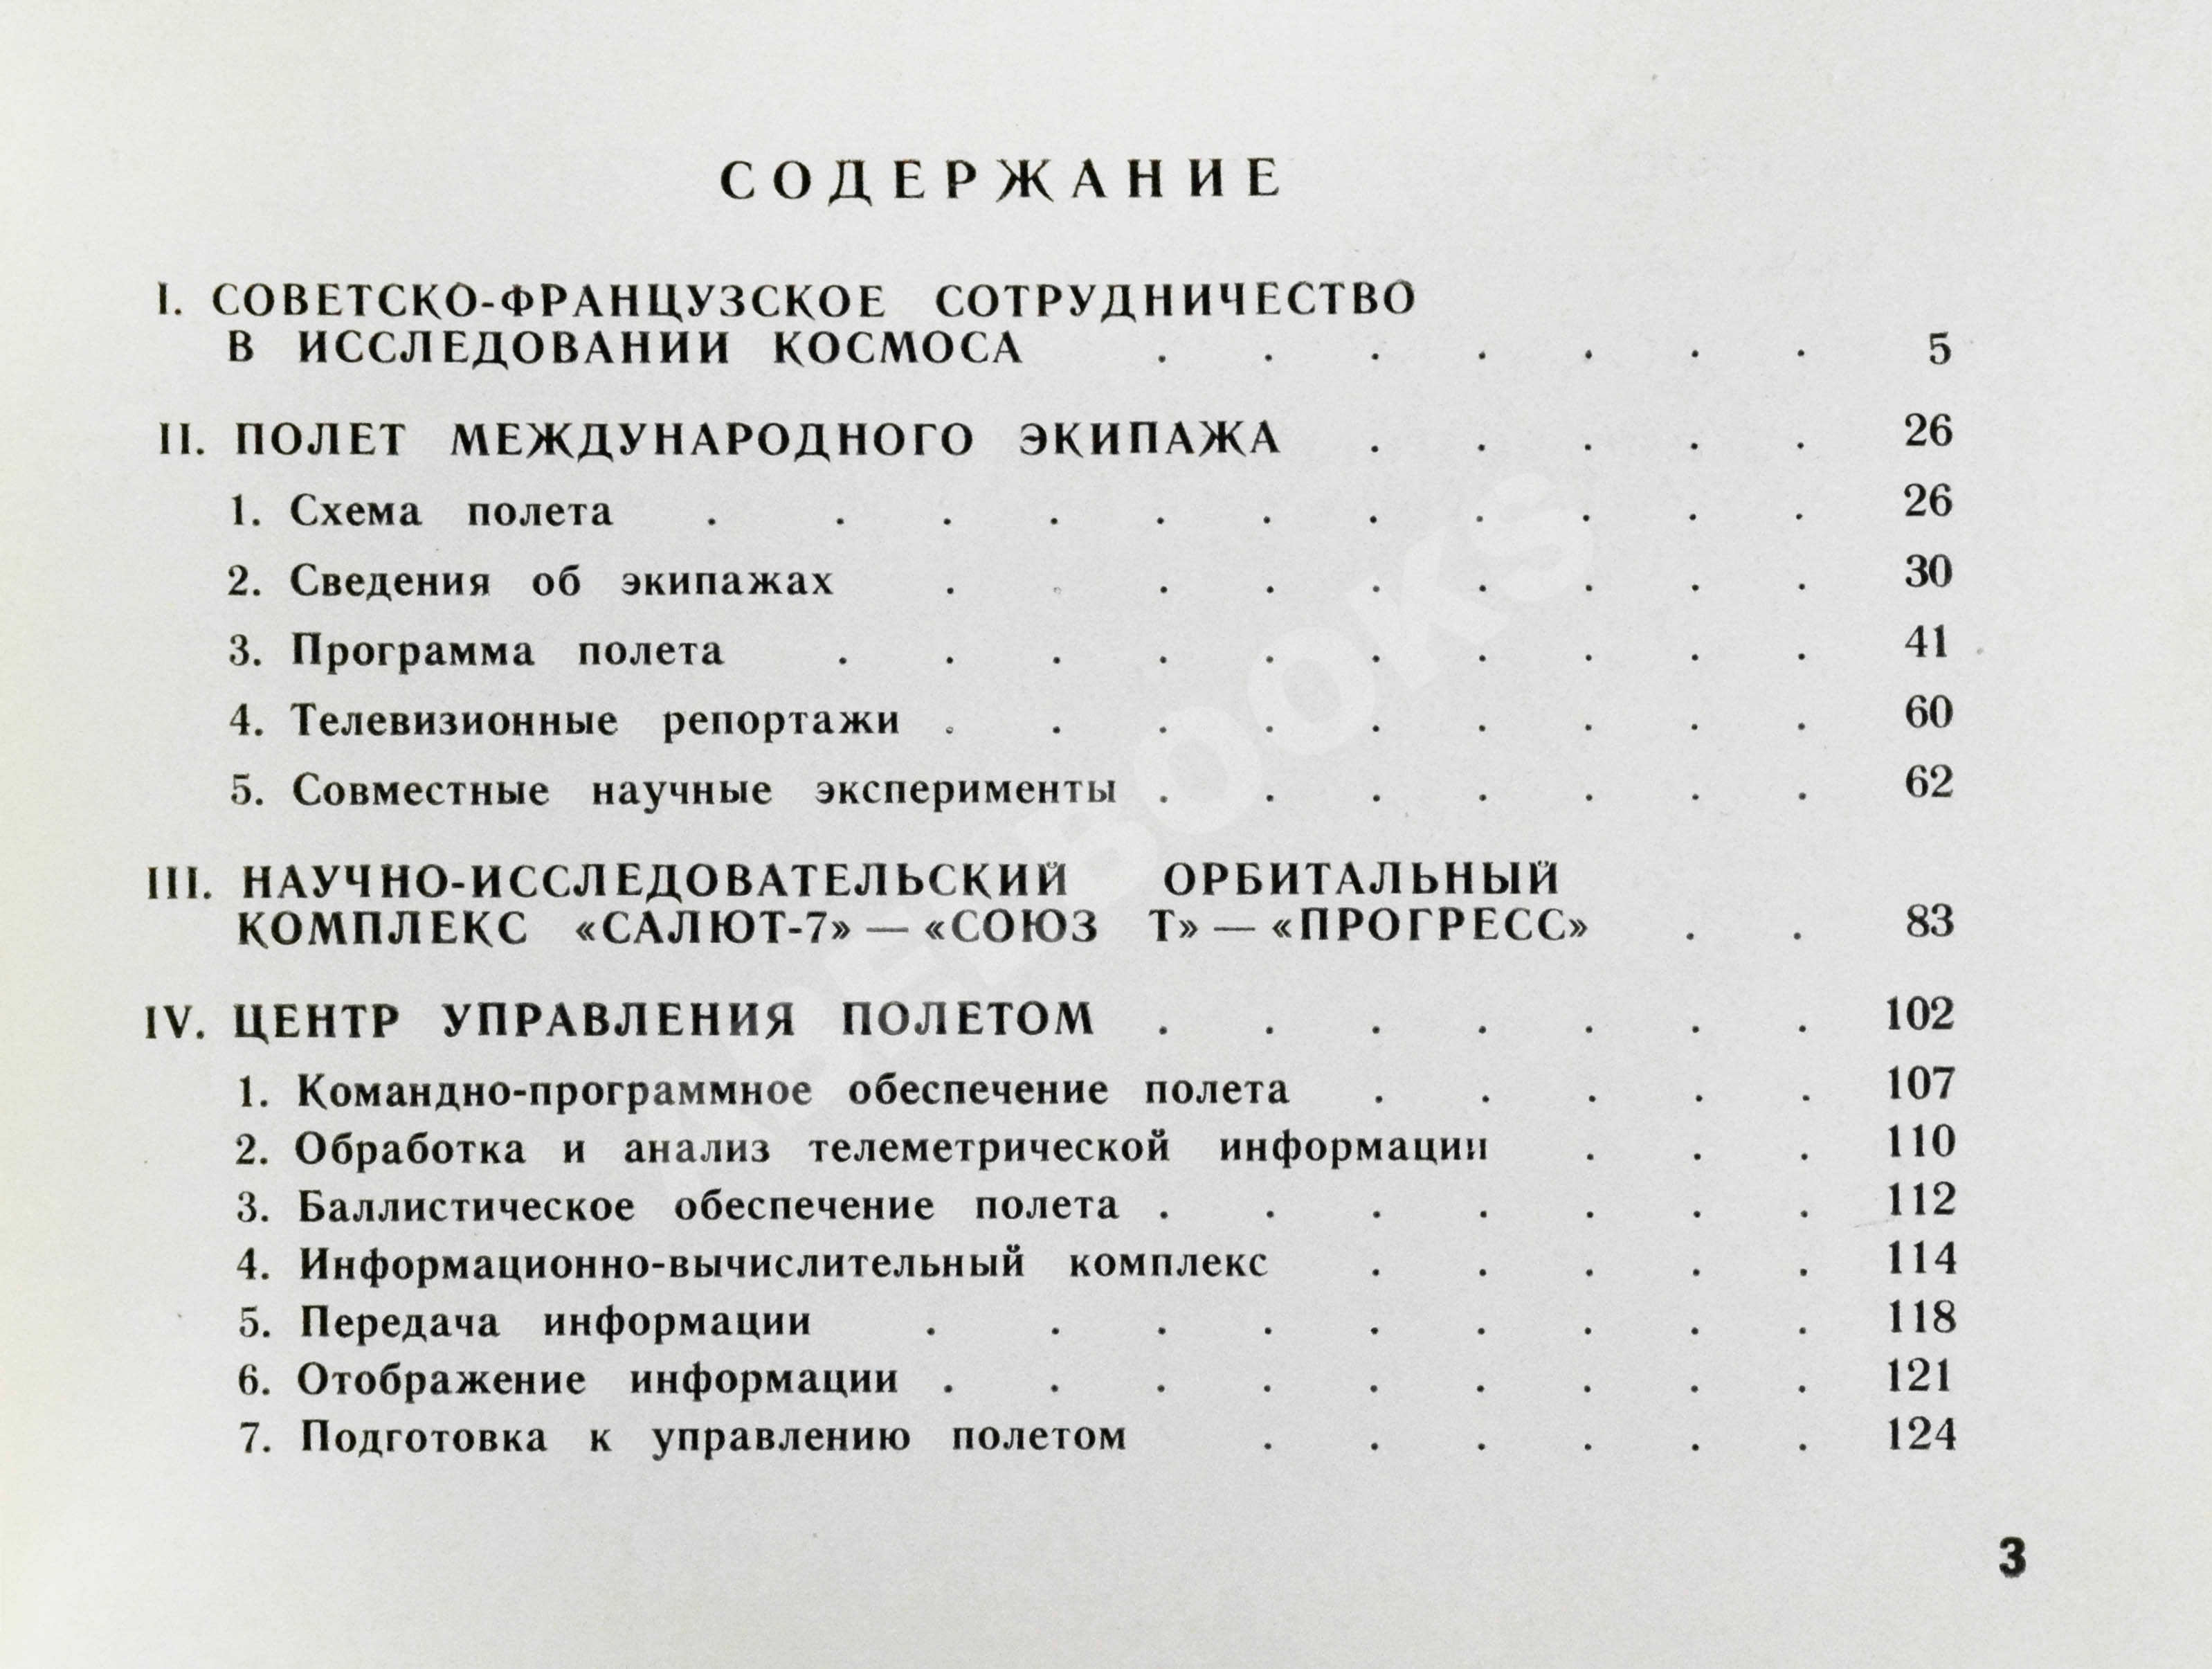 СОДЕРЖАНИЕ
I. СОВЕТСКО-ФРАНЦУЗСКОЕ СОТРУДНИЧЕСТВО
В ИССЛЕДОВАНИИ КОСМОСА . . . . . . . 5
II. ПОЛЕТ МЕЖДУНАРОДНОГО ЭКИПАЖА . . . . . 26
1. Схема полета . . . . . . . . . . . 26
2. Сведения об экипажах . . . . . . . . . 30
3. Программа полета . . . . . . . . . . 41
4. Телевизионные репортажи . . . . . . . . . 60
5. Совместные научные эксперименты . . . . . . . 62
III. НАУЧНО-ИССЛЕДОВАТЕЛЬСКИЙ ОРБИТАЛЬНЫЙ
КОМПЛЕКС «САЛЮТ-7» — «СОЮЗ Т» — «ПРОГРЕСС» . . 83
IV. ЦЕНТР УПРАВЛЕНИЯ ПОЛЕТОМ . . . . . . . 102
1. Командно-программное обеспечение полета . . . . . 107
2. Обработка и анализ телеметрической информации . . . 110
3. Баллистическое обеспечение полета . . . . . . . 112
4. Информационно-вычислительный комплекс . . . . . 114
5. Передача информации . . . . . . . . . 118
6. Отображение информации . . . . . . . . . 121
7. Подготовка к управлению полетом . . . . . . 124
3
ABEBOOKS